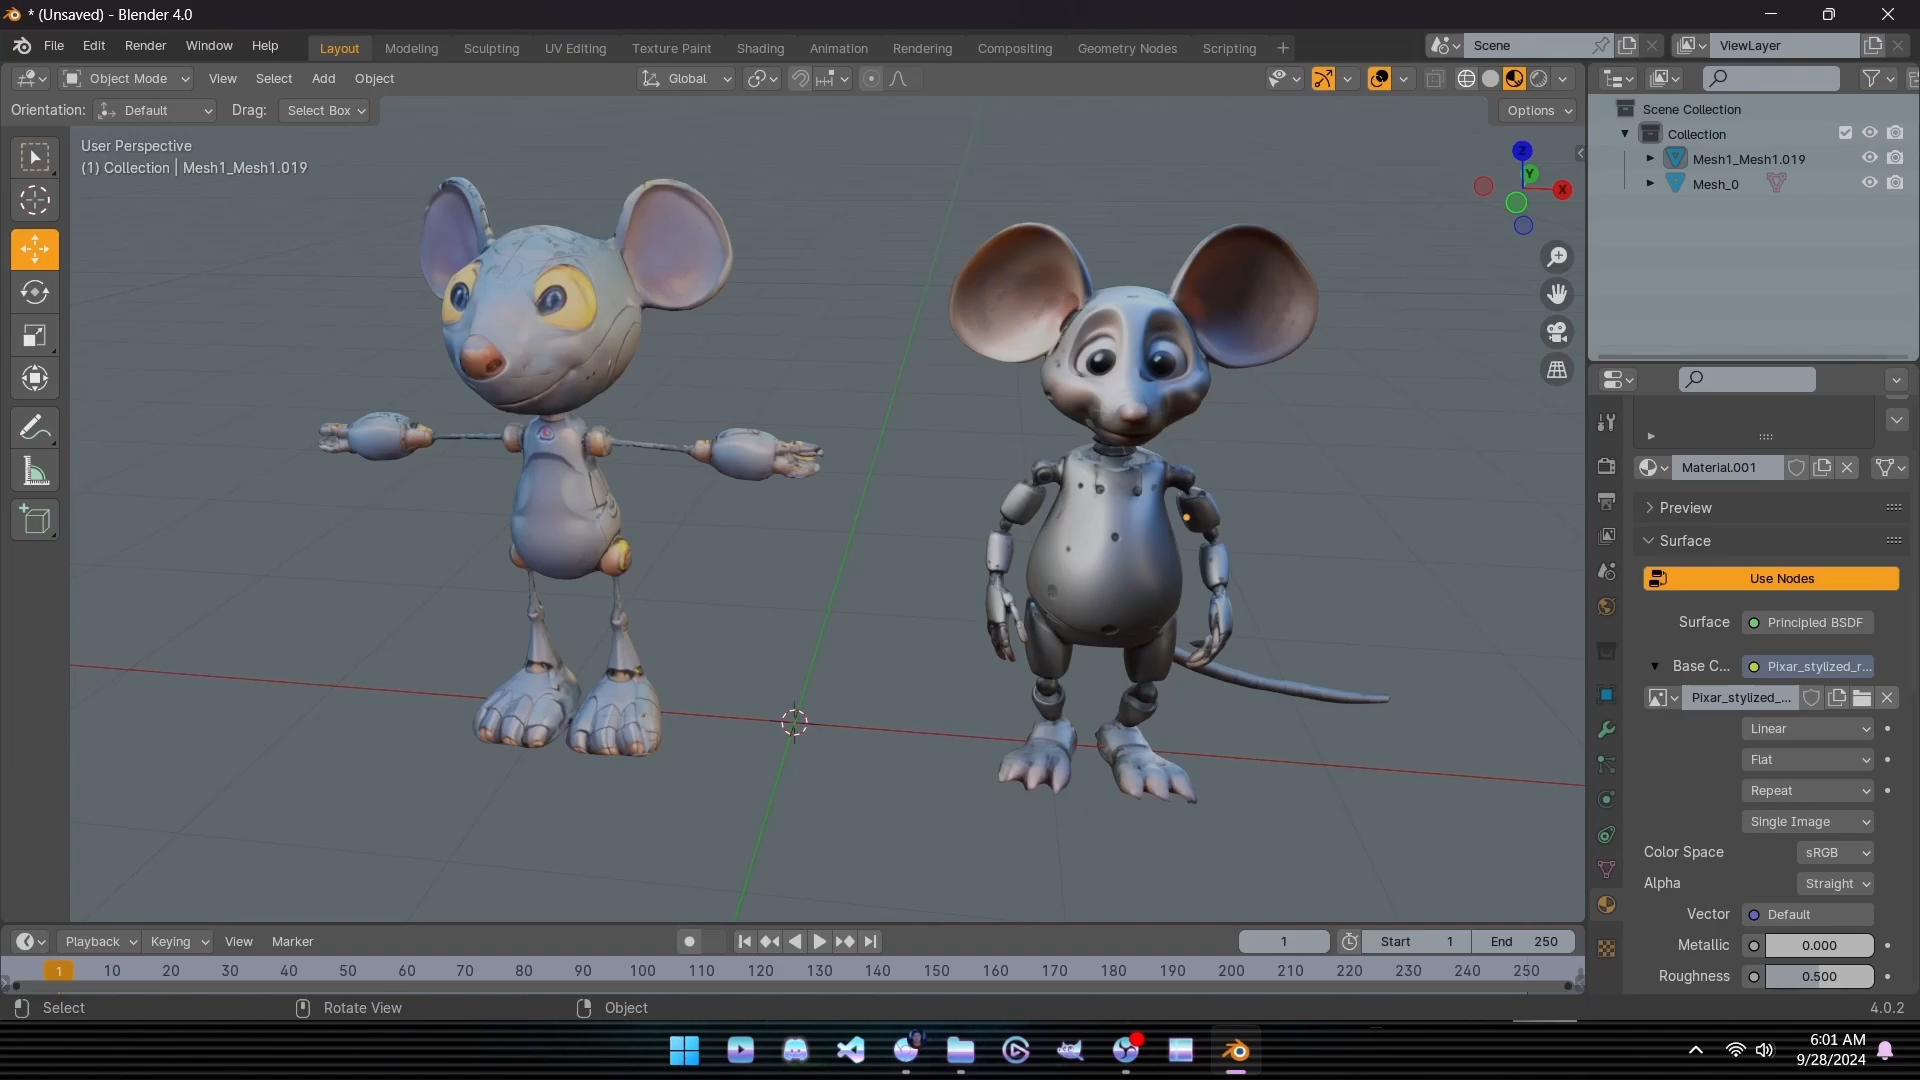 * (Unsaved) - Blender 4.0
File Edit Render Window Help
Layout Modeling Sculpting UV Editing Texture Paint Shading Animation Rendering Compositing Geometry Nodes Scripting +
Scene
ViewLayer
Object Mode View Select Add Object
Global
Orientation: Default Drag: Select Box
Options
User Perspective
(1) Collection | Mesh1_Mesh1.019
Z
Y
X
Scene Collection
Collection
Mesh1_Mesh1.019
Mesh_0
Material.001
Preview
Surface
Use Nodes
Surface Principled BSDF
Base C... Pixar_stylized_r...
Pixar_stylized_...
Linear
Flat
Repeat
Single Image
Color Space sRGB
Alpha Straight
Vector Default
Metallic 0.000
Roughness 0.500
Playback Keying View Marker
1
Start 1
End 250
1 10 20 30 40 50 60 70 80 90 100 110 120 130 140 150 160 170 180 190 200 210 220 230 240 250
Select Rotate View Object
4.0.2
6:01 AM
9/28/2024